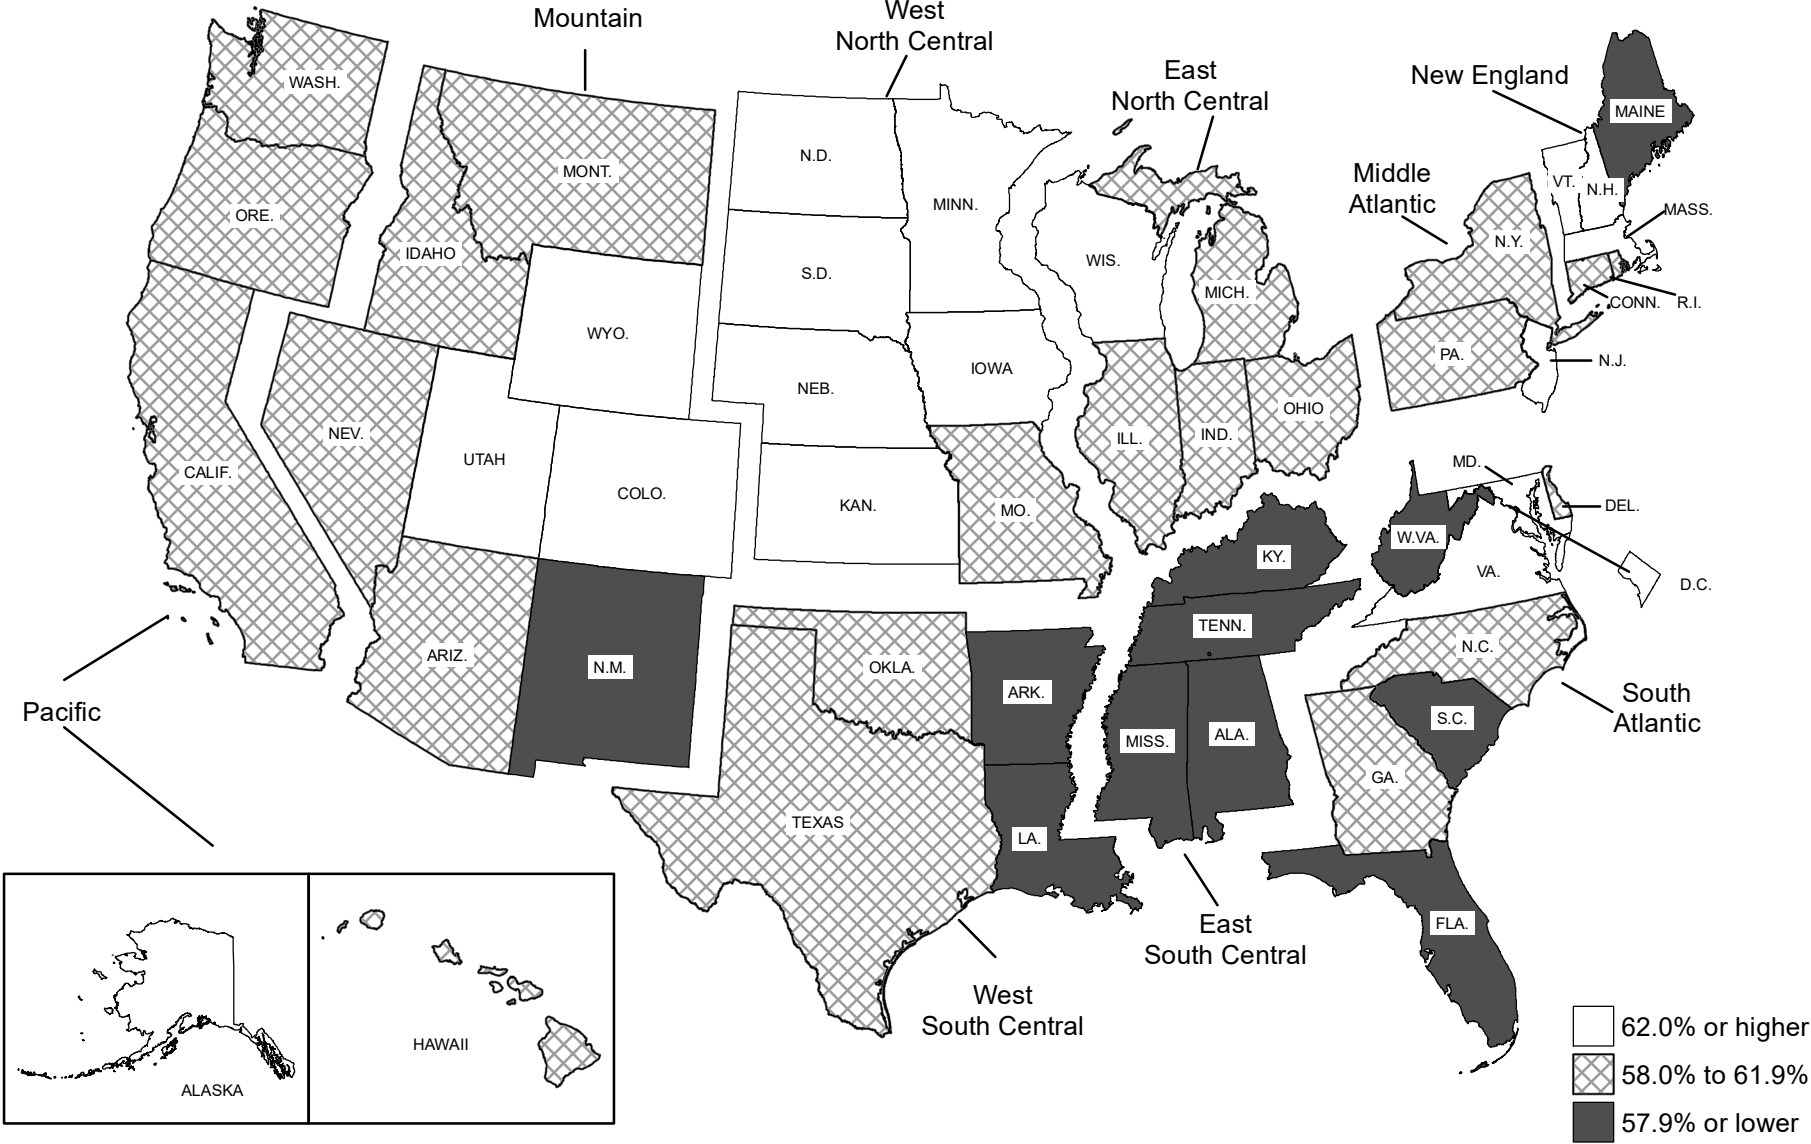 Mountain
West
North Central
East
North Central
New England
Middle
Atlantic
WASH.
MONT.
N.D.
MINN.
MAINE
VT.
N.H.
MASS.
ORE.
IDAHO
S.D.
WIS.
MICH.
N.Y.
CONN.
R.I.
WYO.
NEB.
IOWA
PA.
N.J.
NEV.
CALIF.
UTAH
COLO.
KAN.
MO.
ILL.
IND.
OHIO
MD.
DEL.
W.VA.
VA.
D.C.
KY.
TENN.
N.C.
ARIZ.
N.M.
OKLA.
ARK.
MISS.
ALA.
S.C.
GA.
South
Atlantic
Pacific
TEXAS
LA.
FLA.
East
South Central
West
South Central
HAWAII
ALASKA
62.0% or higher
58.0% to 61.9%
57.9% or lower